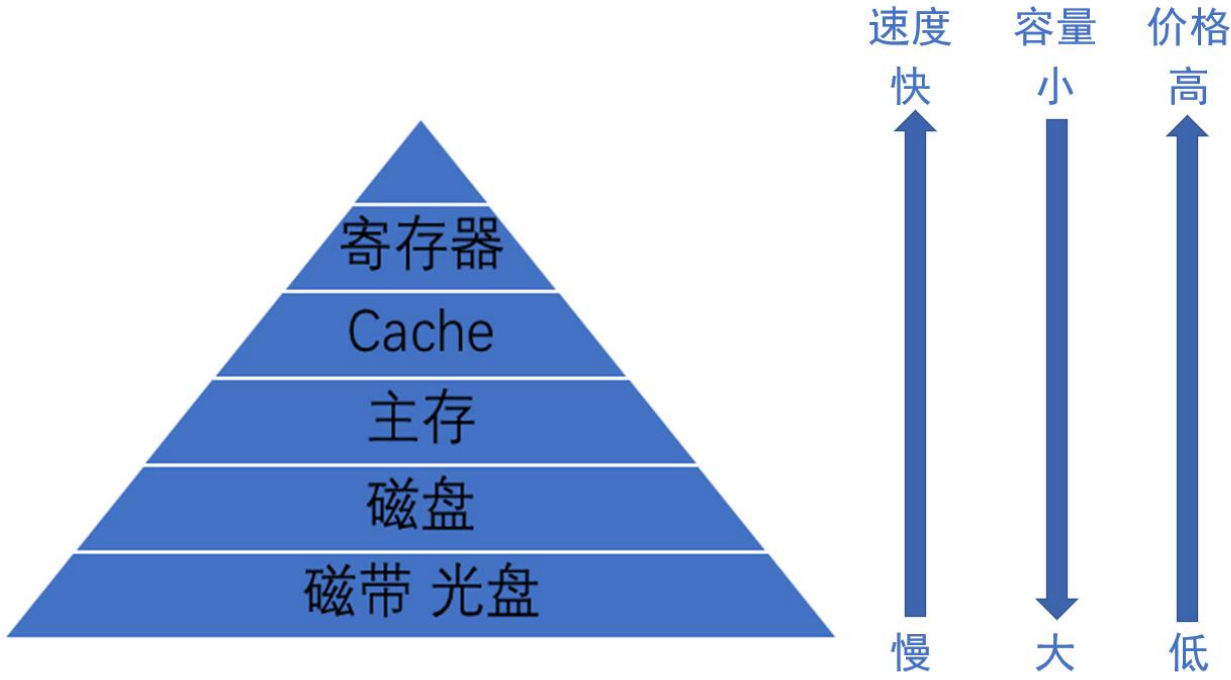 速度 容量 价格
快 小 高
寄存器
Cache
主存
磁盘
磁带 光盘
慢 大 低